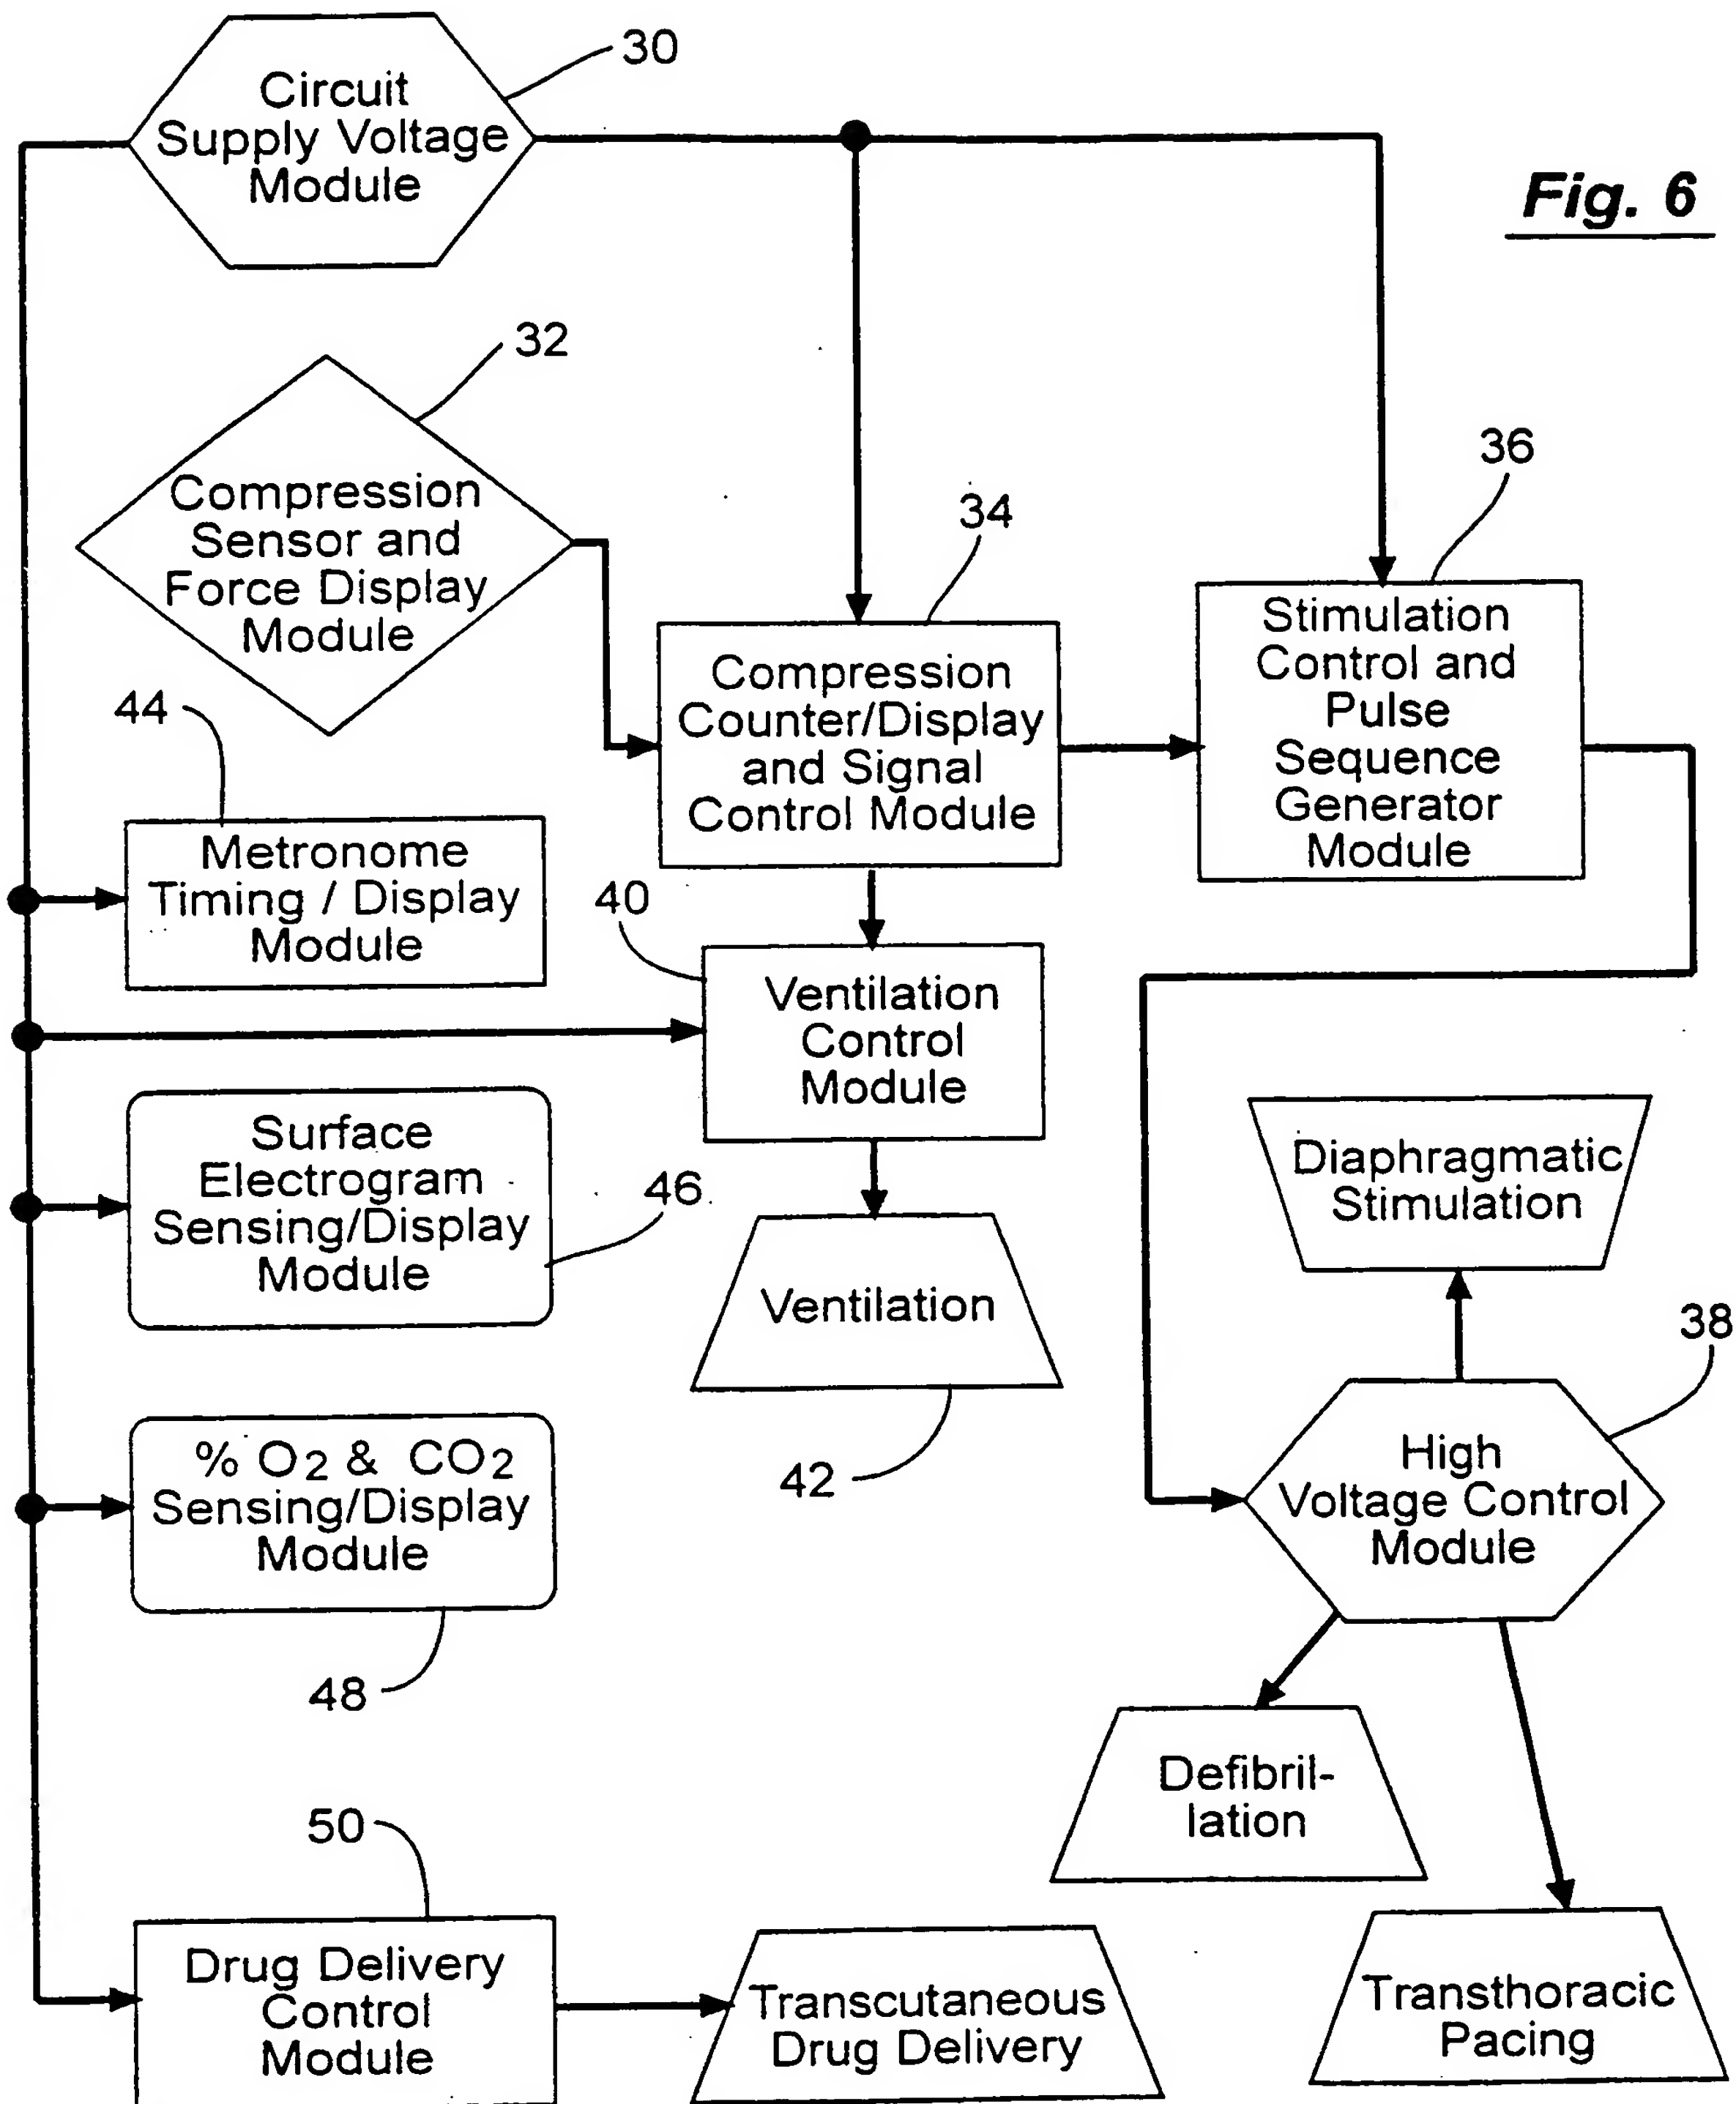 30
Circuit
Supply Voltage
Module
Fig. 6
32
Compression
Sensor and
Force Display
Module
34
Compression
Counter/Display
and Signal
Control Module
36
Stimulation
Control and
Pulse
Sequence
Generator
Module
44
Metronome
Timing / Display
Module
40
Ventilation
Control
Module
Surface
Electrogram
Sensing/Display
Module
46
Ventilation
42
Diaphragmatic
Stimulation
38
High
Voltage Control
Module
% O2 & CO2
Sensing/Display
Module
48
Defibril-
lation
50
Drug Delivery
Control
Module
Transcutaneous
Drug Delivery
Transthoracic
Pacing